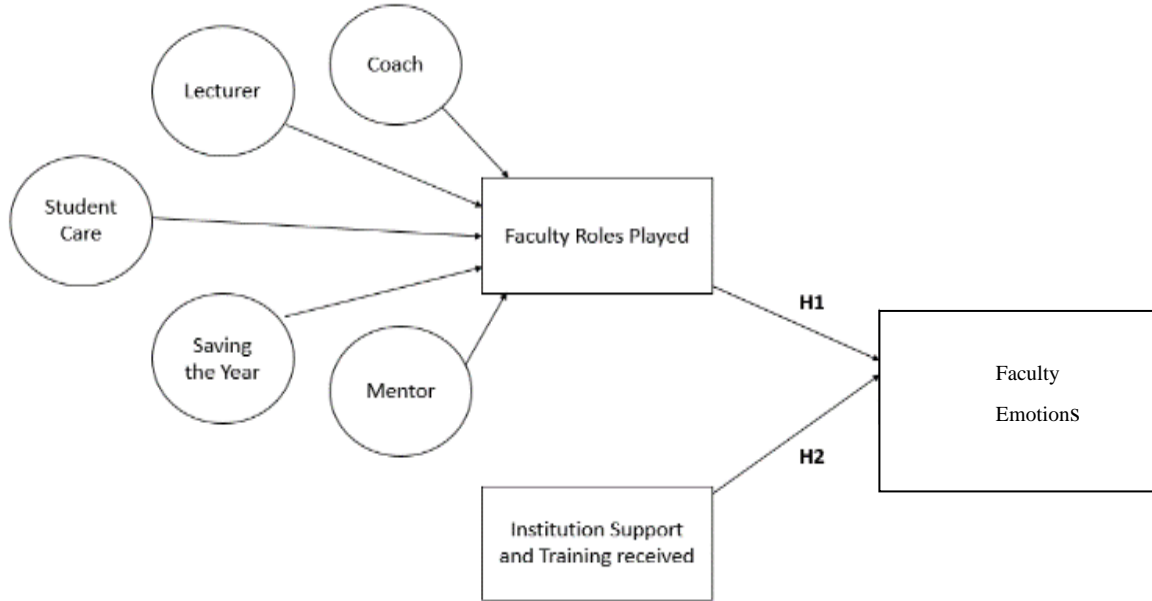 Coach
Lecturer
Student
Care
Faculty Roles Played
H1
Saving
the Year
Mentor
Faculty
EmotionS
H2
Institution Support
and Training received